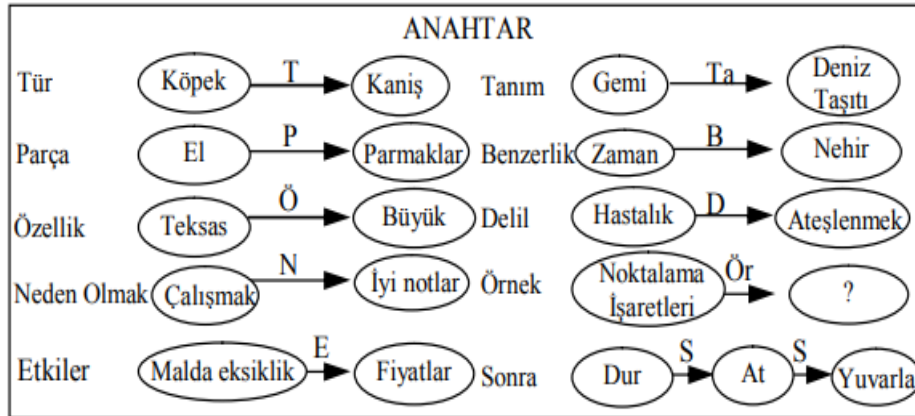 ANAHTAR
Tür Köpek T Kaniş Tanım Gemi Ta Deniz Taşıtı
Parça El P Parmaklar Benzerlik Zaman B Nehir
Özellik Teksas Ö Büyük Delil Hastalık D Ateşlenmek
Neden Olmak Çalışmak N İyi notlar Örnek Noktalama İşaretleri Ör ?
Etkiler Malda eksiklik E Fiyatlar Sonra Dur S At S Yuvarla